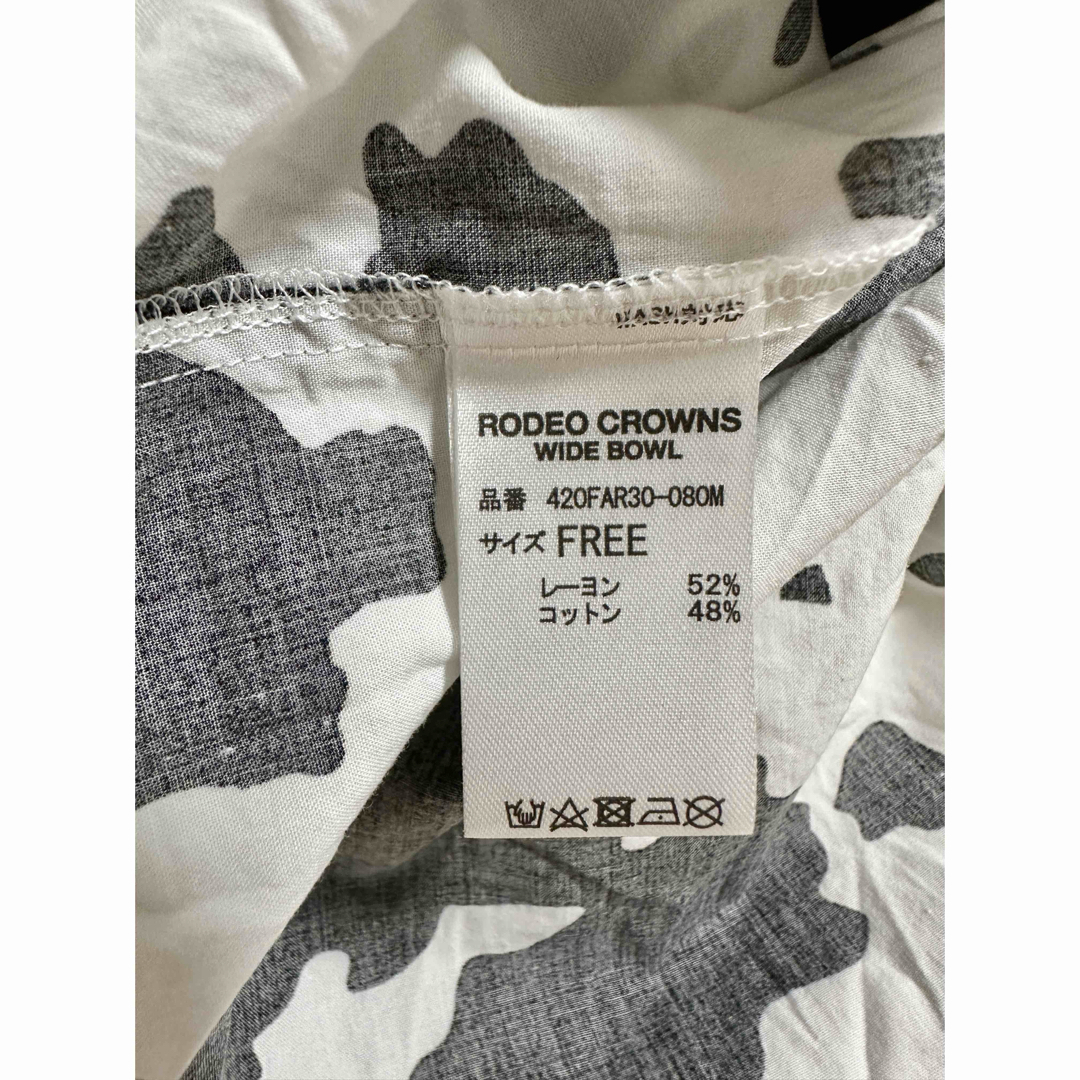 RODEO CROWNS
WIDE BOWL
品番 420FAR30-080M
サイズ FREE
レーヨン 52%
コットン 48%